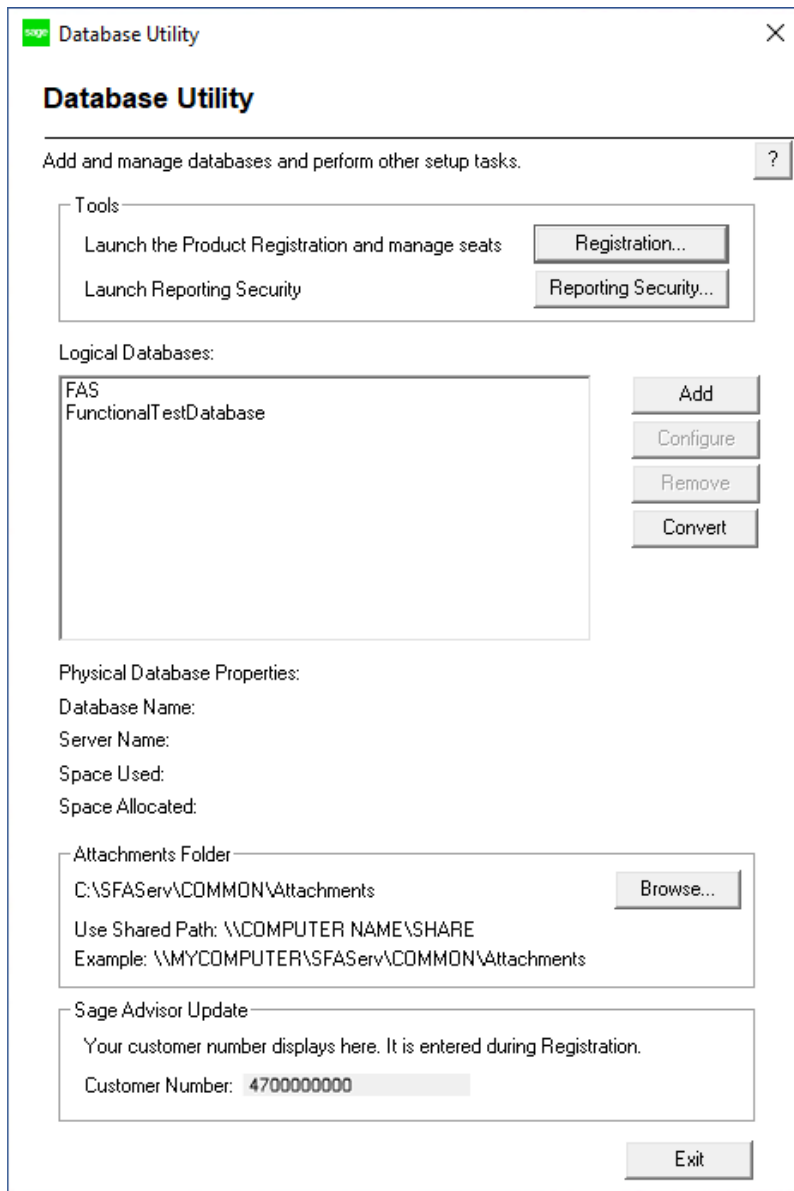 sage Database Utility
Database Utility
Add and manage databases and perform other setup tasks.
?
Tools
Launch the Product Registration and manage seats
Registration...
Launch Reporting Security
Reporting Security...
Logical Databases:
FAS
FunctionalTestDatabase
Add
Configure
Remove
Convert
Physical Database Properties:
Database Name:
Server Name:
Space Used:
Space Allocated:
Attachments Folder
C:\SFAServ\COMMON\Attachments
Browse...
Use Shared Path: \\COMPUTER NAME\SHARE
Example: \\MYCOMPUTER\SFAServ\COMMON\Attachments
Sage Advisor Update
Your customer number displays here. It is entered during Registration.
Customer Number: 4700000000
Exit